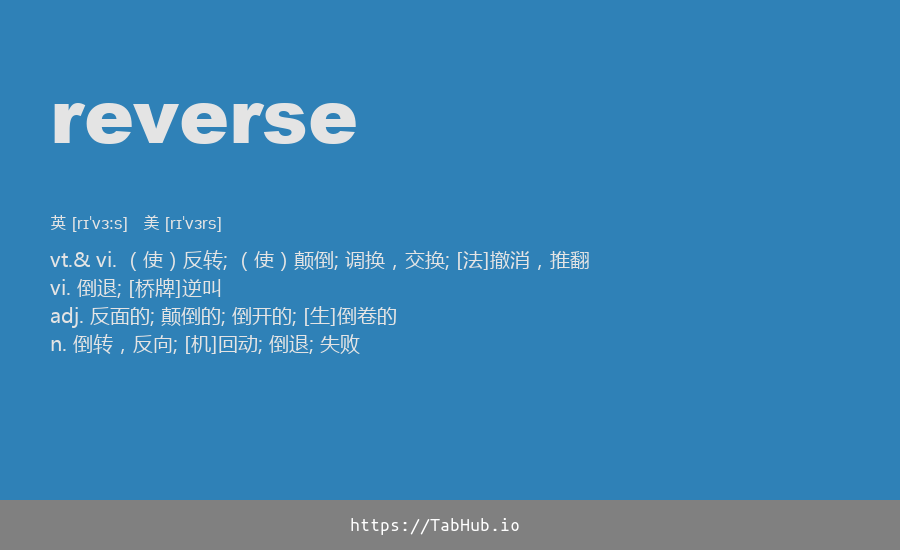 reverse
英 [rɪˈvɜːs] 美 [rɪˈvɜrs]
vt.& vi. （使）反转; （使）颠倒; 调换，交换; [法]撤消，推翻
vi. 倒退; [桥牌]逆叫
adj. 反面的; 颠倒的; 倒开的; [生]倒卷的
n. 倒转，反向; [机]回动; 倒退; 失败
https://TabHub.io